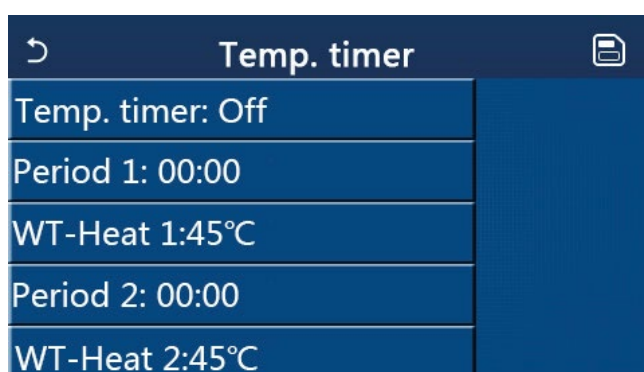 Temp. timer
Temp. timer: Off
Period 1: 00:00
WT-Heat 1:45℃
Period 2: 00:00
WT-Heat 2:45℃